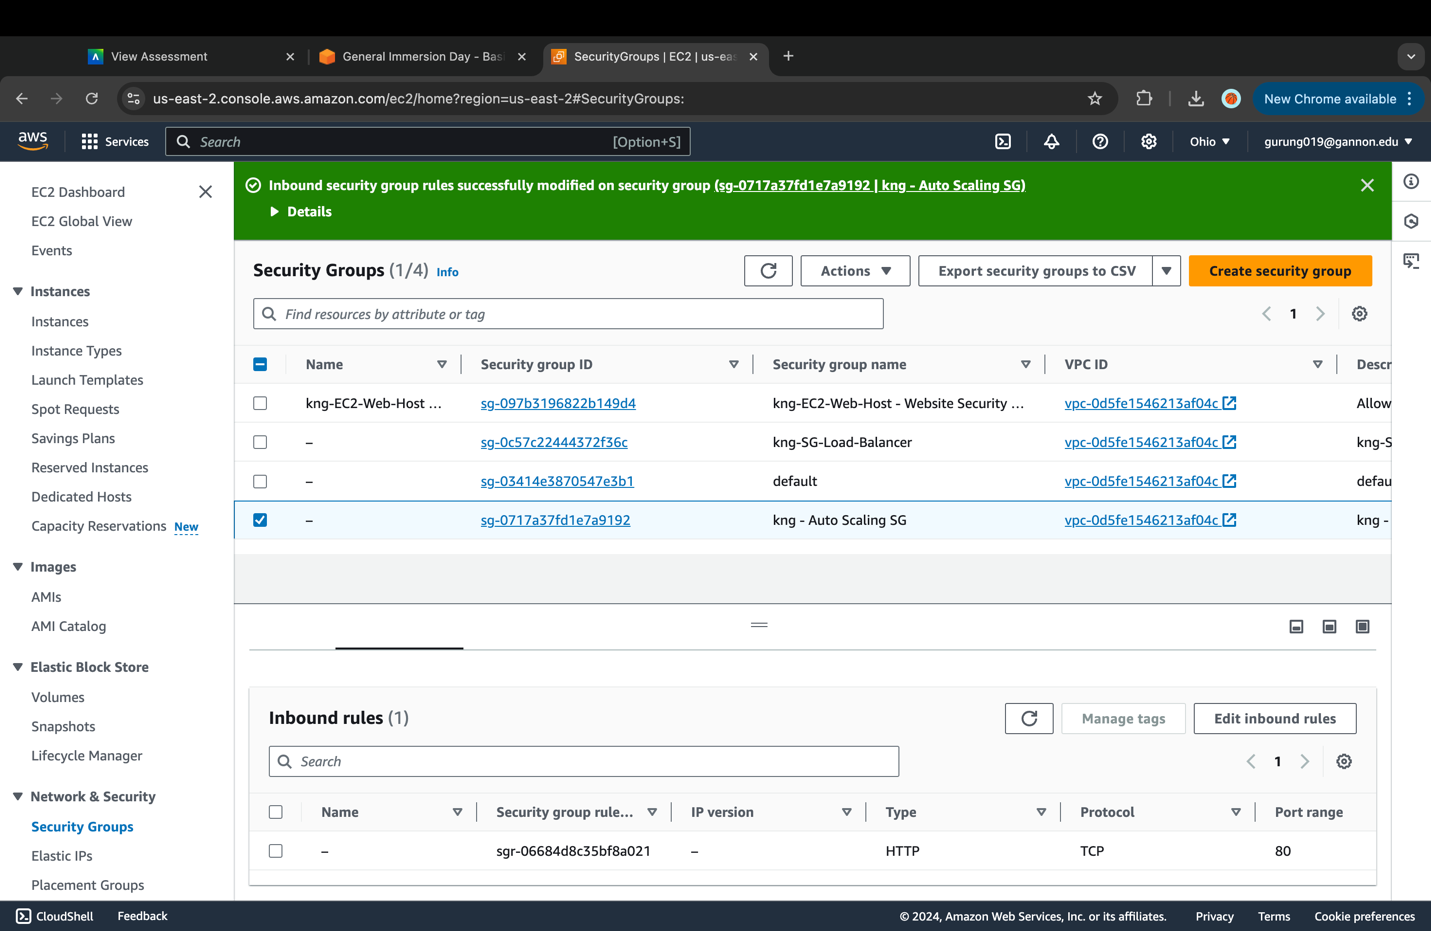 View Assessment
General Immersion Day - Bas
SecurityGroups | EC2 | us-eas
us-east-2.console.aws.amazon.com/ec2/home?region=us-east-2#SecurityGroups:
New Chrome available
aws
Services
Search
[Option+S]
Ohio
gurung019@gannon.edu
EC2 Dashboard
EC2 Global View
Events
Instances
Instances
Instance Types
Launch Templates
Spot Requests
Savings Plans
Reserved Instances
Dedicated Hosts
Capacity Reservations New
Images
AMIs
AMI Catalog
Elastic Block Store
Volumes
Snapshots
Lifecycle Manager
Network & Security
Security Groups
Elastic IPs
Placement Groups
Inbound security group rules successfully modified on security group (sg-0717a37fd1e7a9192 | kng - Auto Scaling SG)
Details
Security Groups (1/4) Info
Actions
Export security groups to CSV
Create security group
Find resources by attribute or tag
1
Name Security group ID Security group name VPC ID Descr
kng-EC2-Web-Host ... sg-097b3196822b149d4 kng-EC2-Web-Host - Website Security ... vpc-0d5fe1546213af04c Allow
– sg-0c57c22444372f36c kng-SG-Load-Balancer vpc-0d5fe1546213af04c kng-S
– sg-03414e3870547e3b1 default vpc-0d5fe1546213af04c defau
– sg-0717a37fd1e7a9192 kng - Auto Scaling SG vpc-0d5fe1546213af04c kng -
Inbound rules (1)
Manage tags
Edit inbound rules
Search
1
Name Security group rule... IP version Type Protocol Port range
– sgr-06684d8c35bf8a021 – HTTP TCP 80
CloudShell
Feedback
© 2024, Amazon Web Services, Inc. or its affiliates.
Privacy
Terms
Cookie preferences